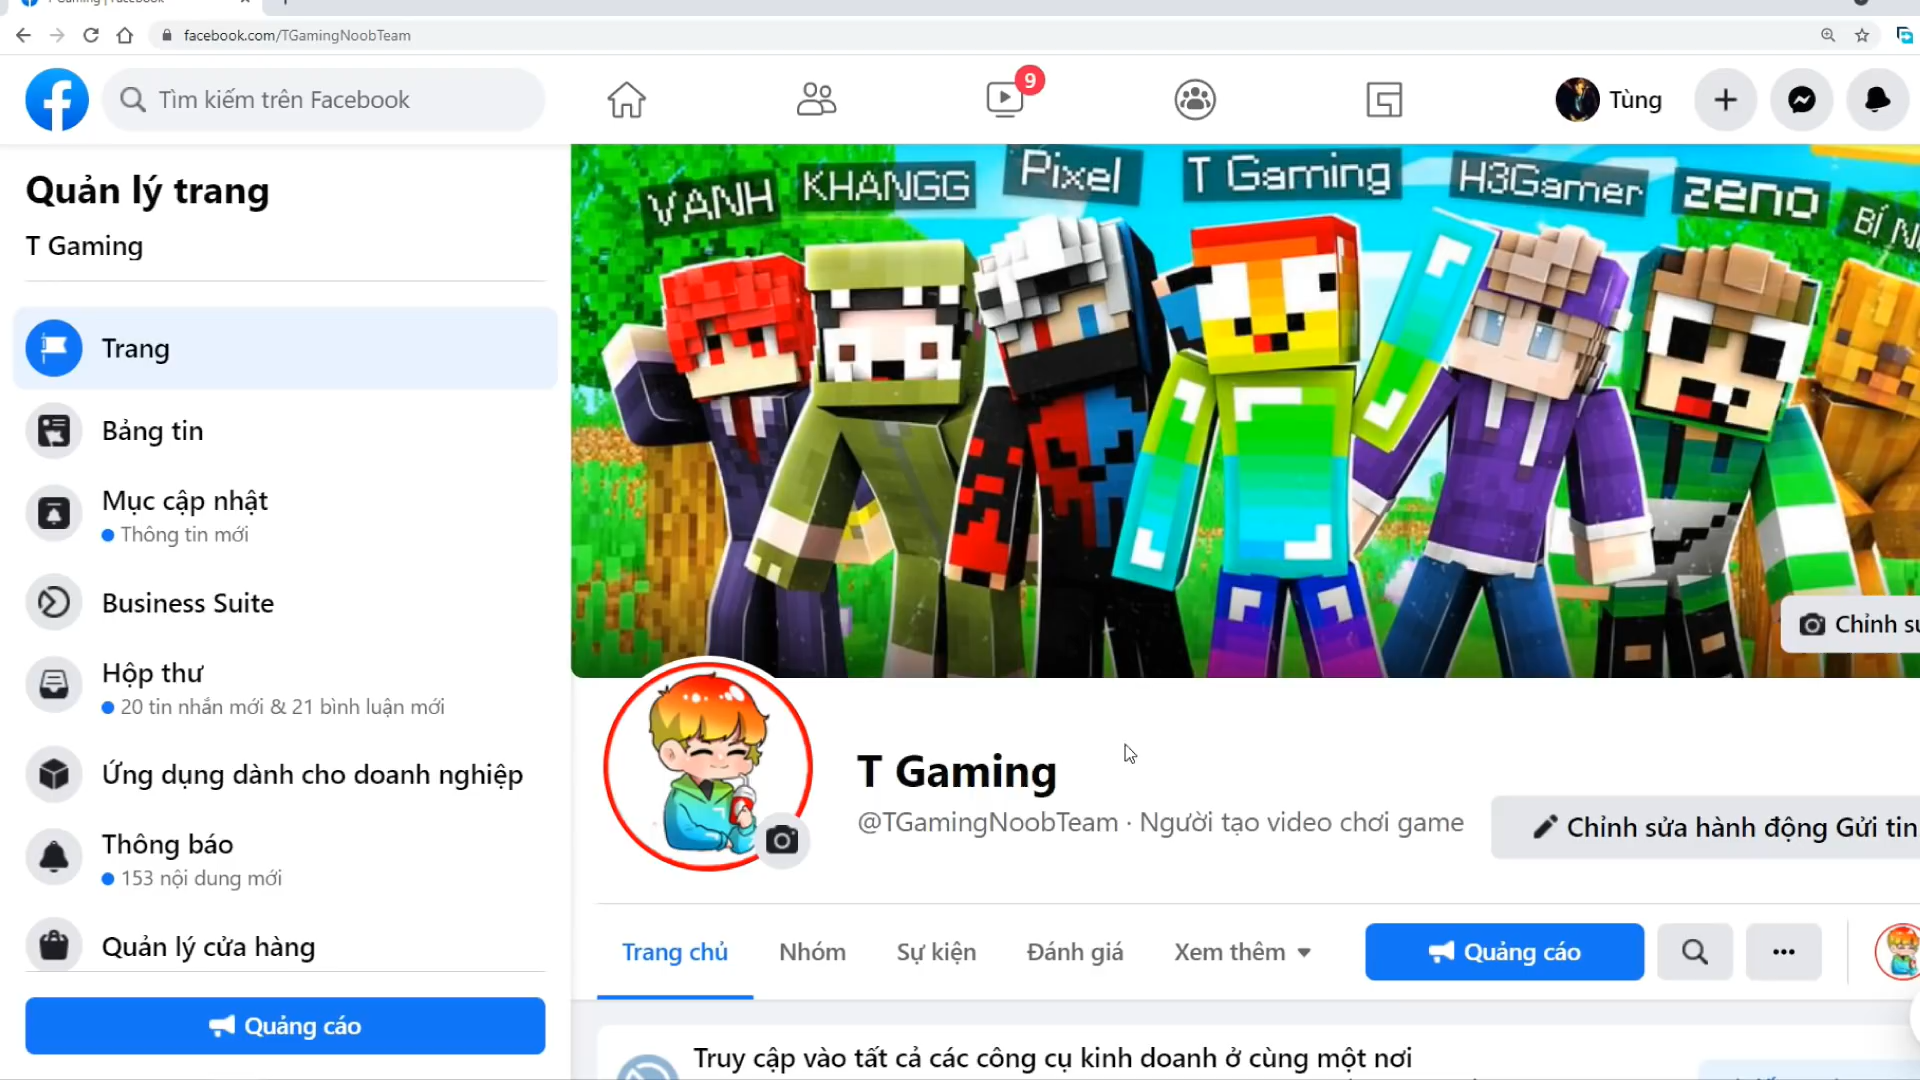 facebook.com/TGamingNoobTeam
Tìm kiếm trên Facebook
9
Tùng
Quản lý trang
T Gaming
Trang
Bảng tin
Mục cập nhật
Thông tin mới
Business Suite
Hộp thư
20 tin nhắn mới & 21 bình luận mới
Ứng dụng dành cho doanh nghiệp
Thông báo
153 nội dung mới
Quản lý cửa hàng
Quảng cáo
VANH
KHANGG
Pixel
T Gaming
H3Gamer
zeno
BÍ
Chỉnh
T Gaming
@TGamingNoobTeam · Người tạo video chơi game
Chỉnh sửa hành động Gửi tin
Trang chủ
Nhóm
Sự kiện
Đánh giá
Xem thêm
Quảng cáo
Truy cập vào tất cả các công cụ kinh doanh ở cùng một nơi